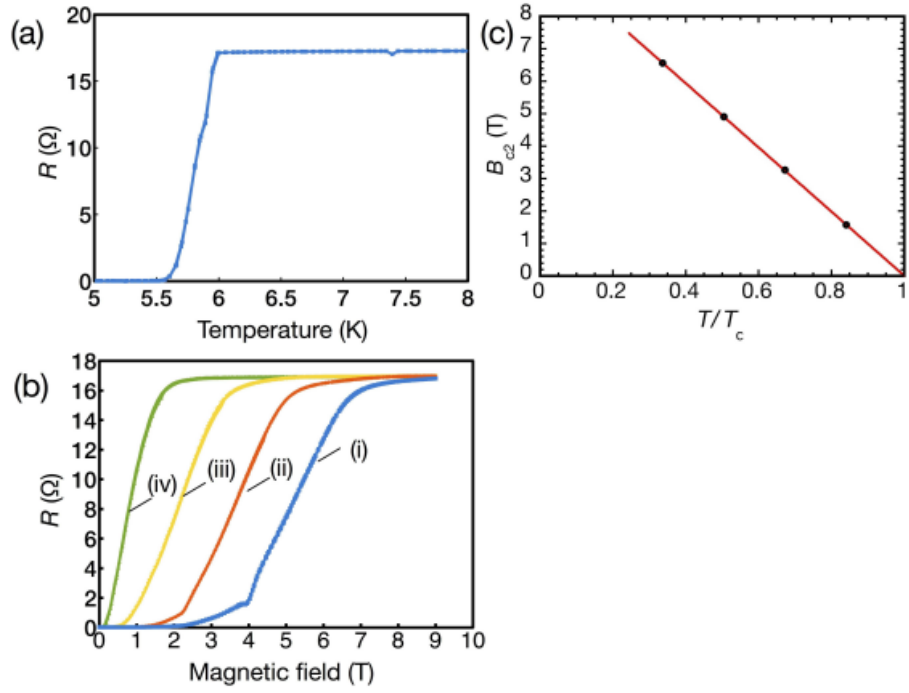 (a)
20
15
10
5
0
R (Ω)
5 5.5 6 6.5 7 7.5 8
Temperature (K)
(c)
8
7
6
5
4
3
2
1
0
B_c2 (T)
0 0.2 0.4 0.6 0.8 1
T/T_c
(b)
18
16
14
12
10
8
6
4
2
0
R (Ω)
(iv)
(iii)
(ii)
(i)
0 1 2 3 4 5 6 7 8 9 10
Magnetic field (T)